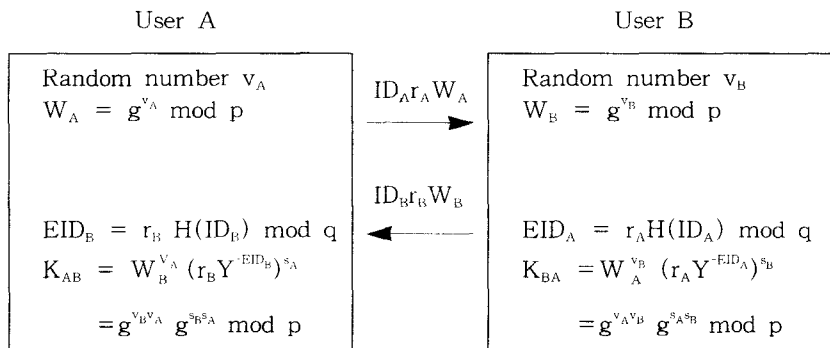 User A
Random number v_A
W_A = g^{v_A} mod p
EID_B = r_B H(ID_B) mod q
K_AB = W_B^{v_A} (r_B Y^{-EID_B})^{s_A}
=g^{v_B v_A} g^{s_B s_A} mod p
ID_A r_A W_A
ID_B r_B W_B
User B
Random number v_B
W_B = g^{v_B} mod p
EID_A = r_A H(ID_A) mod q
K_BA = W_A^{v_B} (r_A Y^{-EID_A})^{s_B}
=g^{v_A v_B} g^{s_A s_B} mod p